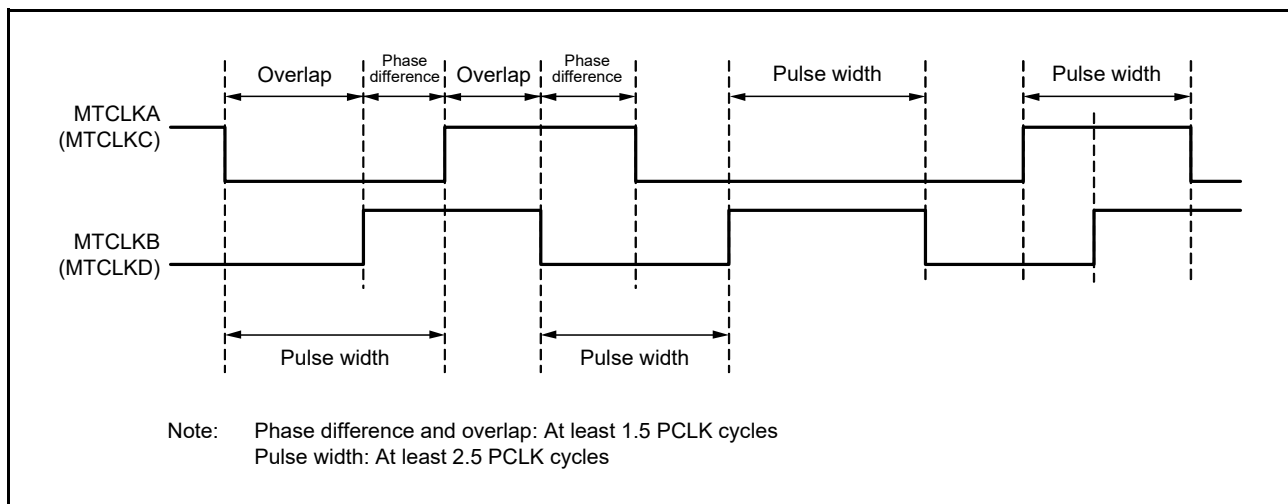 Overlap
Phase
difference
Overlap
Phase
difference
Pulse width
Pulse width
MTCLKA
(MTCLKC)
MTCLKB
(MTCLKD)
Pulse width
Pulse width
Note: Phase difference and overlap: At least 1.5 PCLK cycles
Pulse width: At least 2.5 PCLK cycles